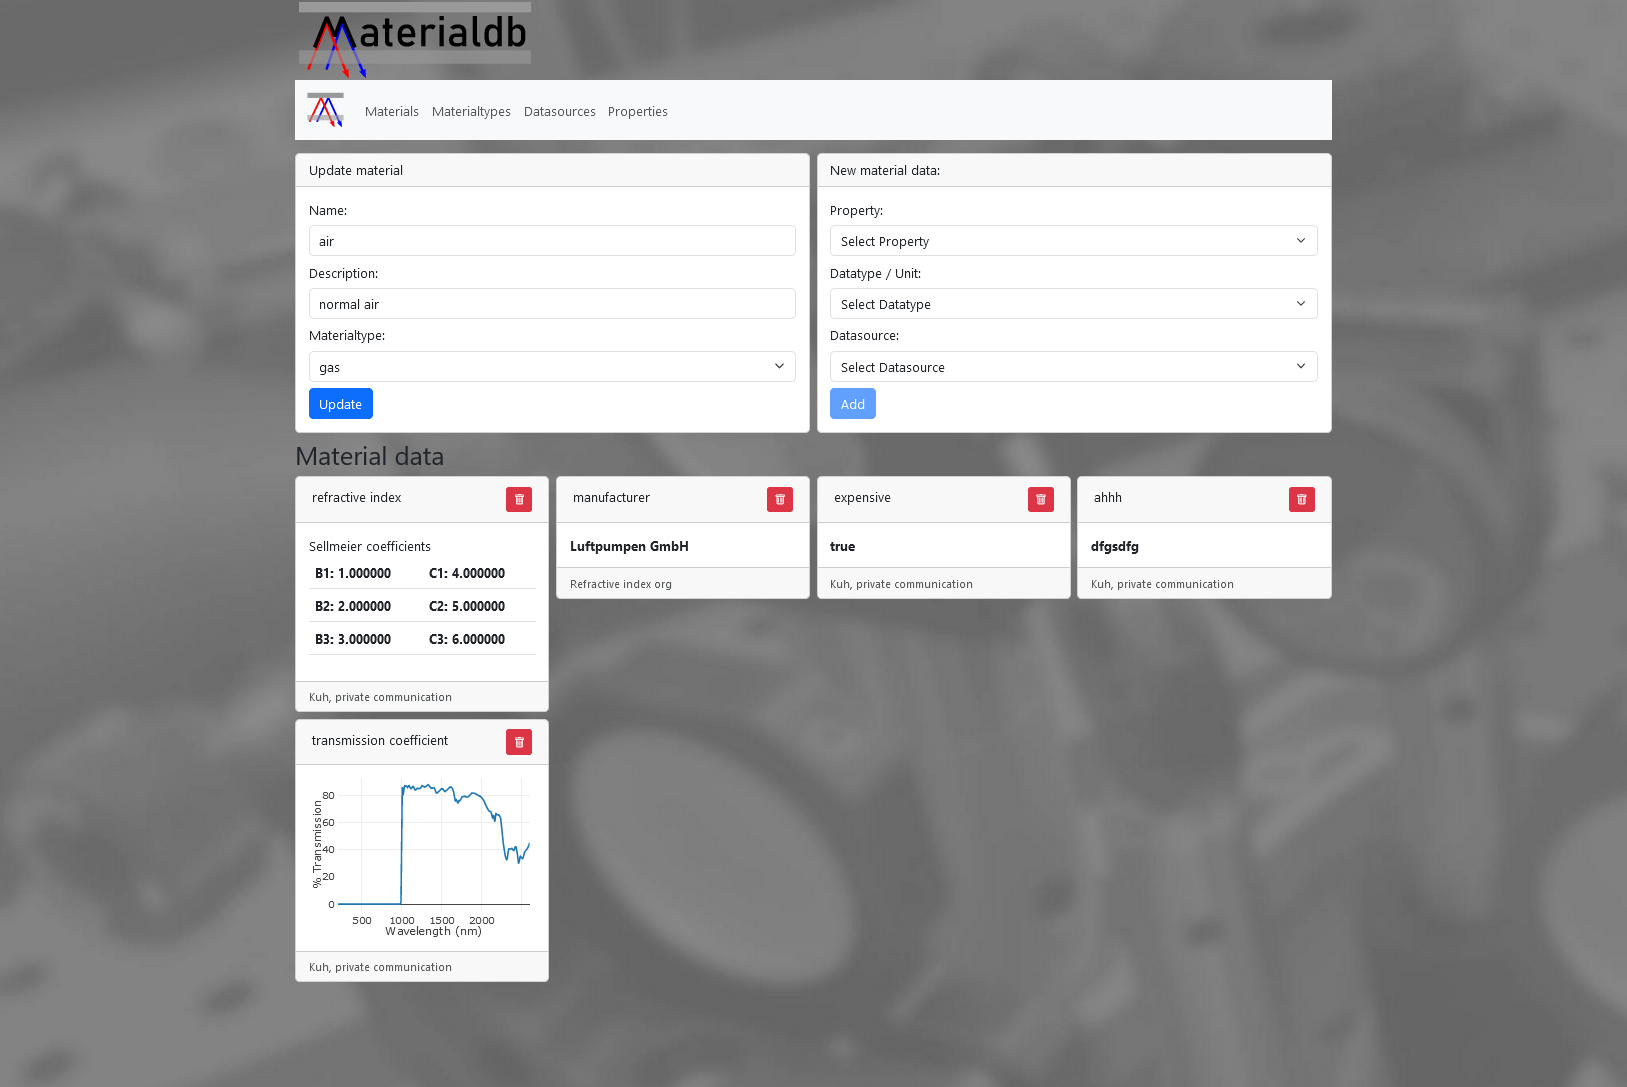 Materialdb
Materials Materialtypes Datasources Properties
Update material
Name:
air
Description:
normal air
Materialtype:
gas
Update
New material data:
Property:
Select Property
Datatype / Unit:
Select Datatype
Datasource:
Select Datasource
Add
Material data
refractive index
Sellmeier coefficients
B1: 1.000000 C1: 4.000000
B2: 2.000000 C2: 5.000000
B3: 3.000000 C3: 6.000000
Kuh, private communication
manufacturer
Luftpumpen GmbH
Refractive index org
expensive
true
Kuh, private communication
ahhh
dfgsdfg
Kuh, private communication
transmission coefficient
% Transmission
80
60
40
20
0
500 1000 1500 2000
Wavelength (nm)
Kuh, private communication